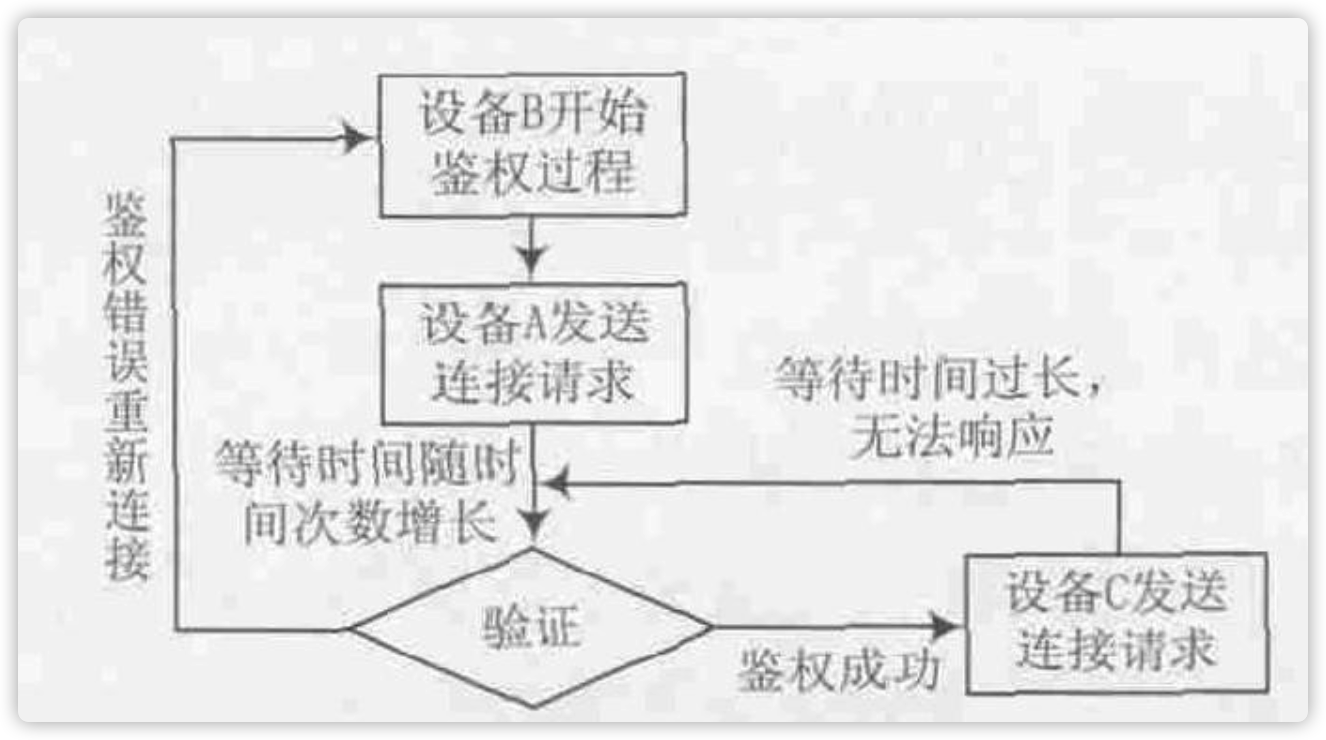 设备B开始
鉴权过程
设备A发送
连接请求
等待时间过长，
无法响应
等待时间随时
间次数增长
鉴权错误重新连接
验证
鉴权成功
设备C发送
连接请求